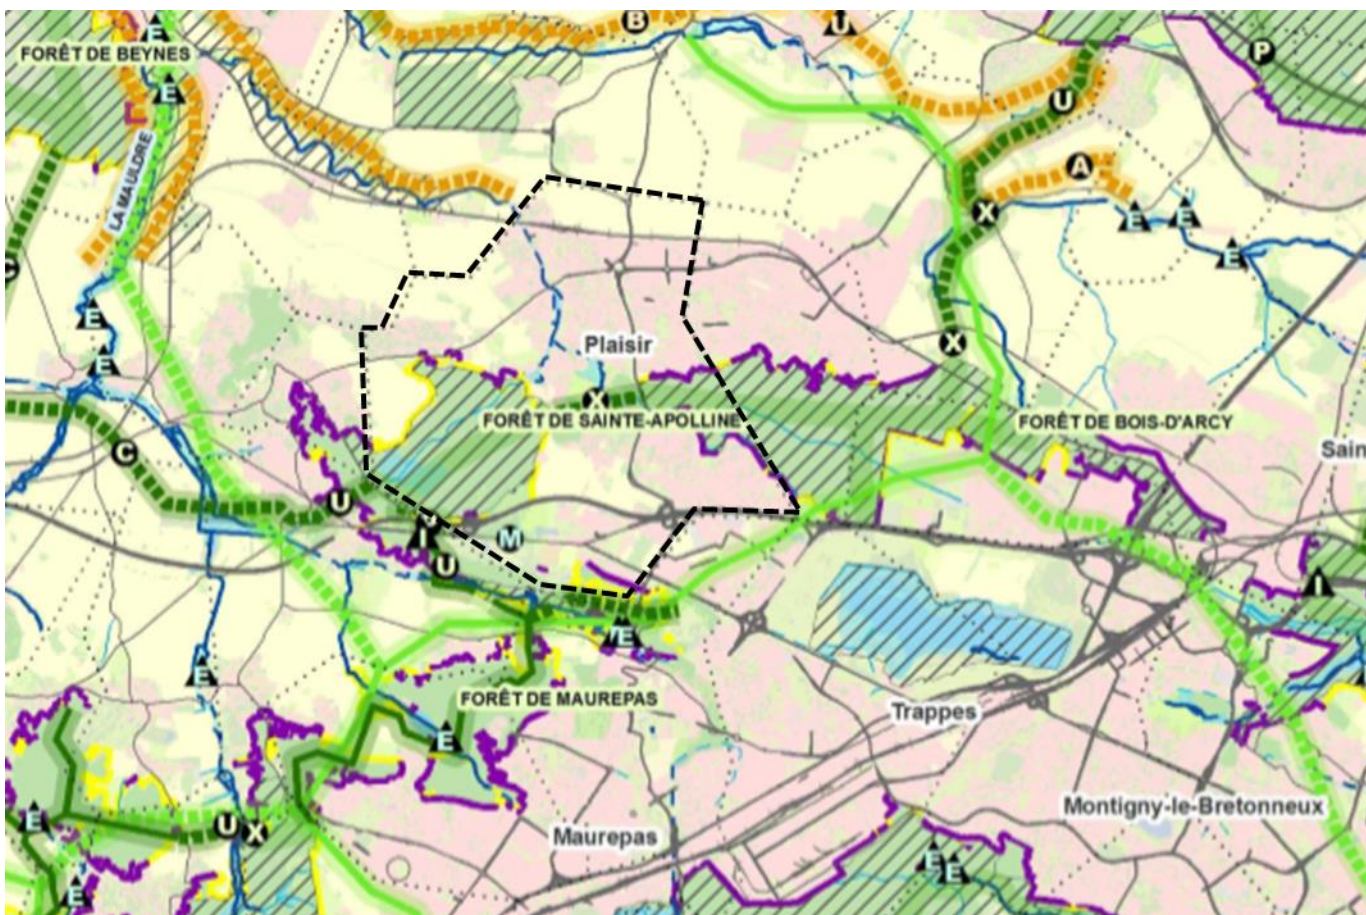 E
B
U
P
FORÊT DE BEYNES
E
U
LA MAULDRE
A
X
E
E
E
C
E
X
Plaisir
E
X
FORÊT DE SAINTE-APOLLINE
FORÊT DE BOIS-D'ARCY
C
Sain
U
I
M
U
I
E
E
FORÊT DE MAUREPAS
Trappes
E
Montigny-le-Bretonneux
E
U
X
Maurepas
E
E
E